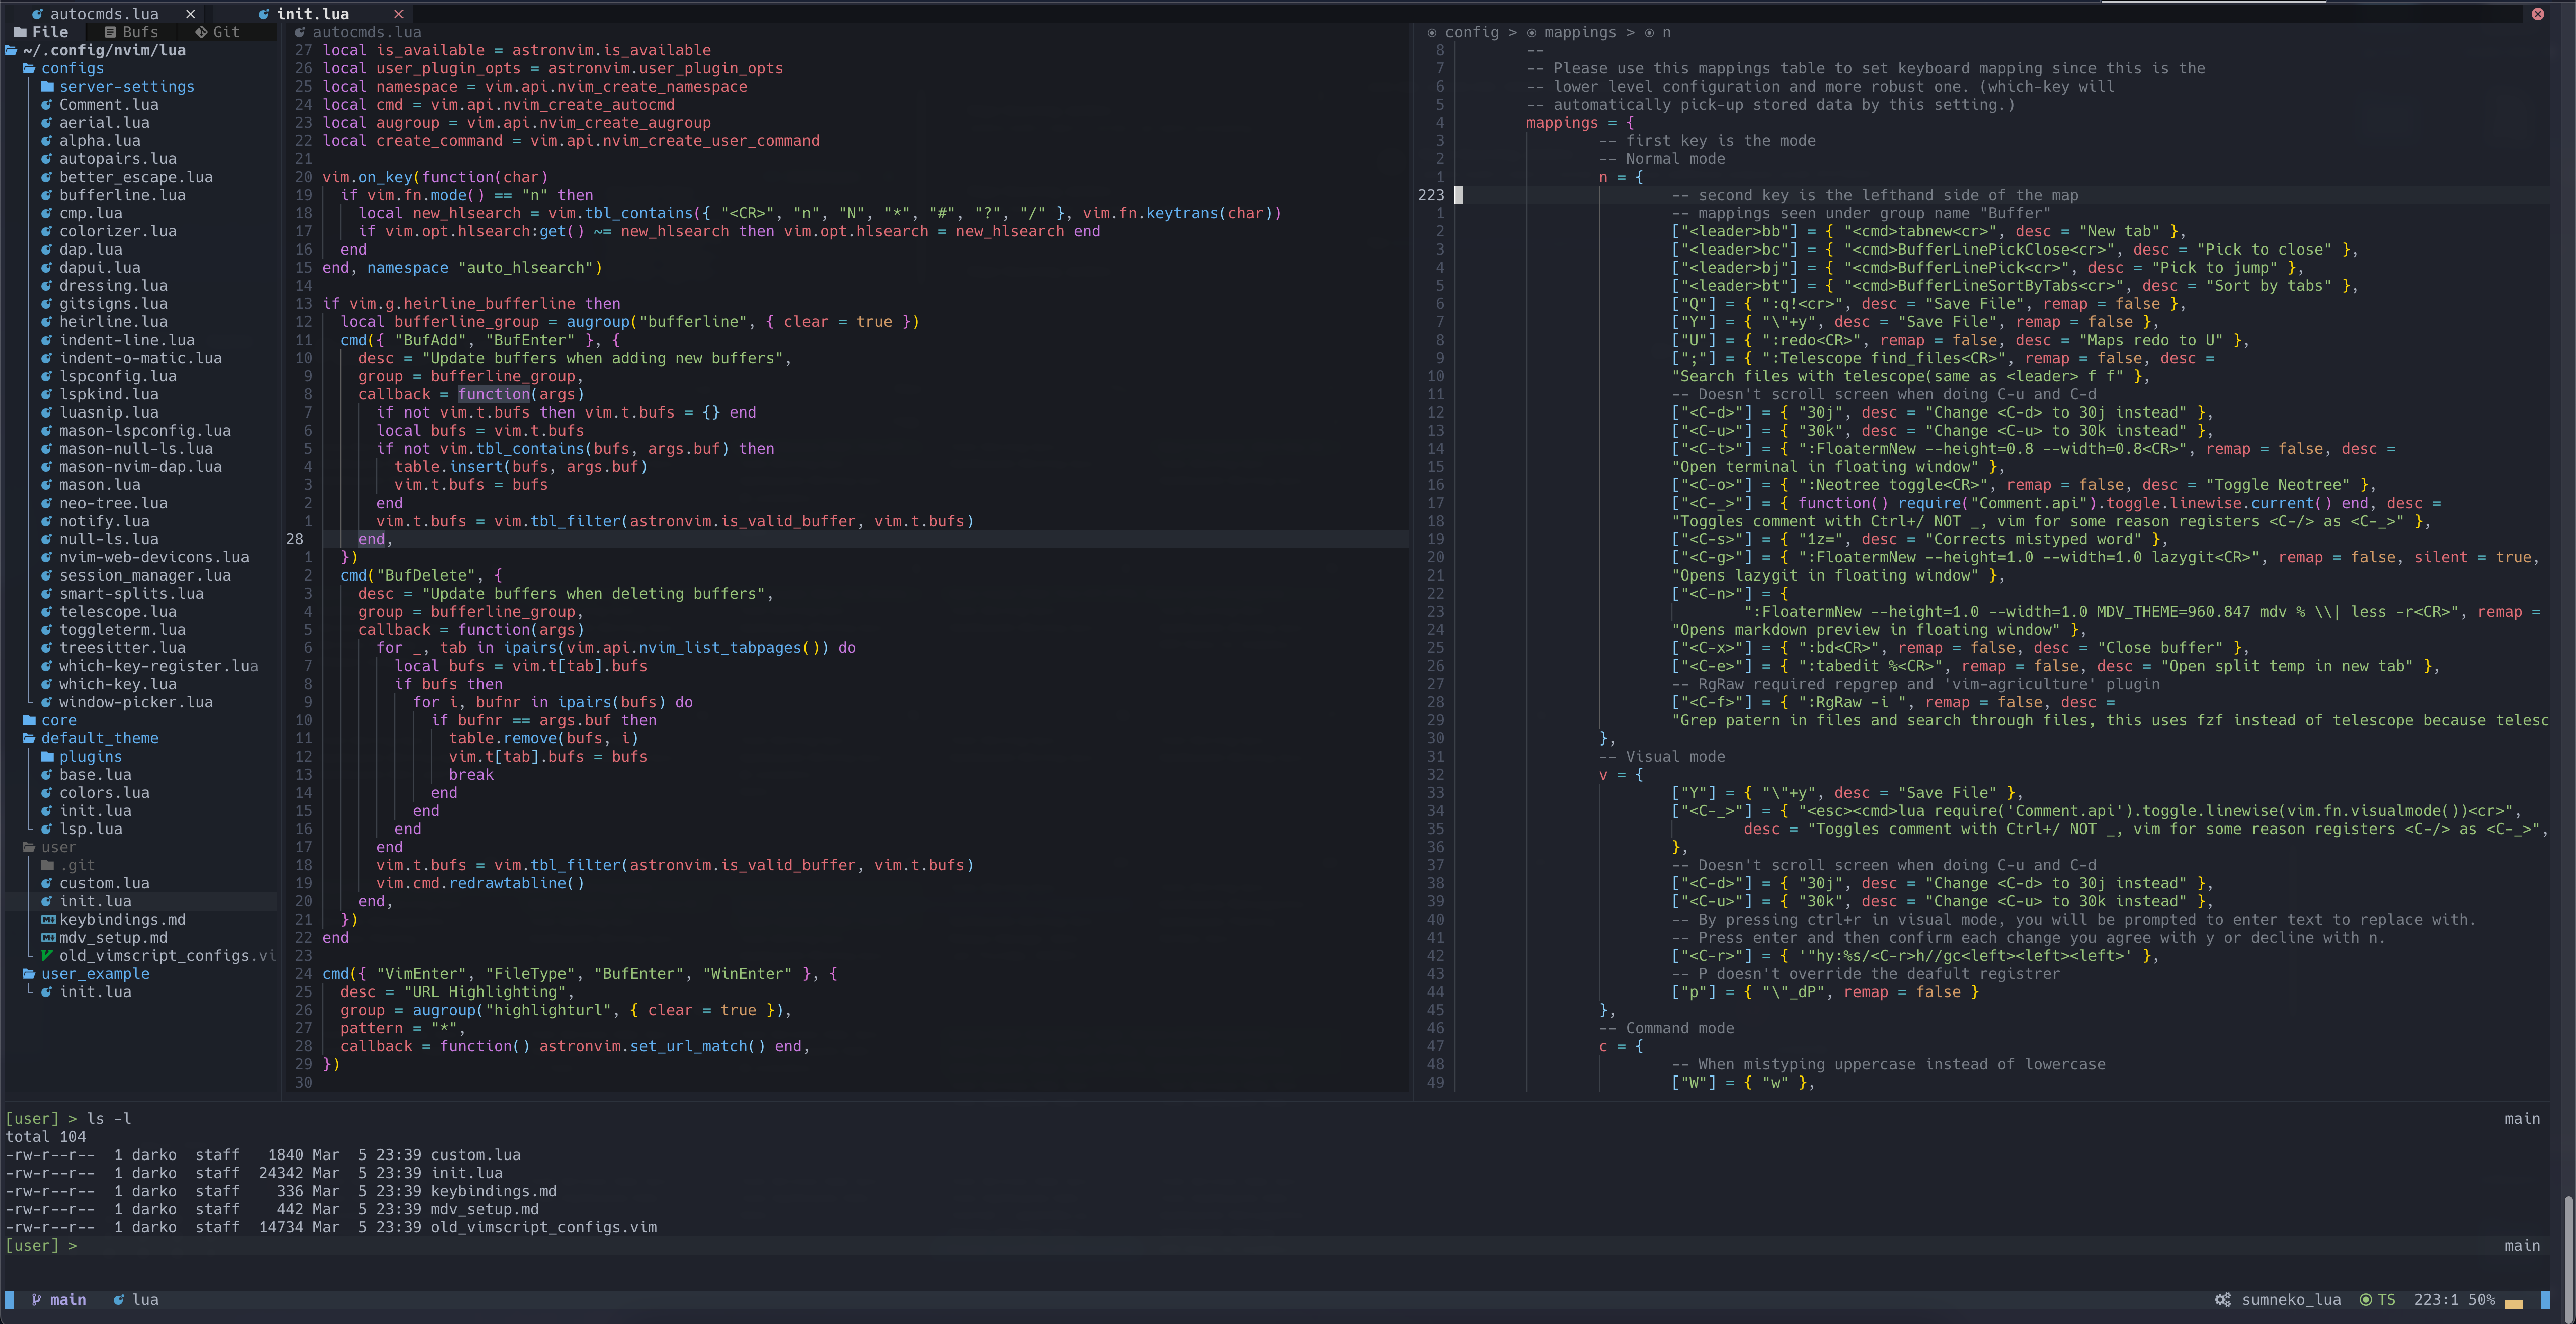 autocmds.lua × init.lua ×
File Bufs Git
~/.config/nvim/lua
configs
server-settings
Comment.lua
aerial.lua
alpha.lua
autopairs.lua
better_escape.lua
bufferline.lua
cmp.lua
colorizer.lua
dap.lua
dapui.lua
dressing.lua
gitsigns.lua
heirline.lua
indent-line.lua
indent-o-matic.lua
lspconfig.lua
lspkind.lua
luasnip.lua
mason-lspconfig.lua
mason-null-ls.lua
mason-nvim-dap.lua
mason.lua
neo-tree.lua
notify.lua
null-ls.lua
nvim-web-devicons.lua
session_manager.lua
smart-splits.lua
telescope.lua
toggleterm.lua
treesitter.lua
which-key-register.lua
which-key.lua
window-picker.lua
core
default_theme
plugins
base.lua
colors.lua
init.lua
lsp.lua
user
.git
custom.lua
init.lua
keybindings.md
mdv_setup.md
old_vimscript_configs.vi
user_example
init.lua
autocmds.lua
27 local is_available = astronvim.is_available
26 local user_plugin_opts = astronvim.user_plugin_opts
25 local namespace = vim.api.nvim_create_namespace
24 local cmd = vim.api.nvim_create_autocmd
23 local augroup = vim.api.nvim_create_augroup
22 local create_command = vim.api.nvim_create_user_command
21
20 vim.on_key(function(char)
19   if vim.fn.mode() == "n" then
18     local new_hlsearch = vim.tbl_contains({ "<CR>", "n", "N", "*", "#", "?", "/" }, vim.fn.keytrans(char))
17     if vim.opt.hlsearch:get() ~= new_hlsearch then vim.opt.hlsearch = new_hlsearch end
16   end
15 end, namespace "auto_hlsearch")
14
13 if vim.g.heirline_bufferline then
12   local bufferline_group = augroup("bufferline", { clear = true })
11   cmd({ "BufAdd", "BufEnter" }, {
10     desc = "Update buffers when adding new buffers",
9     group = bufferline_group,
8     callback = function(args)
7       if not vim.t.bufs then vim.t.bufs = {} end
6       local bufs = vim.t.bufs
5       if not vim.tbl_contains(bufs, args.buf) then
4         table.insert(bufs, args.buf)
3         vim.t.bufs = bufs
2       end
1       vim.t.bufs = vim.tbl_filter(astronvim.is_valid_buffer, vim.t.bufs)
28     end,
1   })
2   cmd("BufDelete", {
3     desc = "Update buffers when deleting buffers",
4     group = bufferline_group,
5     callback = function(args)
6       for _, tab in ipairs(vim.api.nvim_list_tabpages()) do
7         local bufs = vim.t[tab].bufs
8         if bufs then
9           for i, bufnr in ipairs(bufs) do
10             if bufnr == args.buf then
11               table.remove(bufs, i)
12               vim.t[tab].bufs = bufs
13               break
14             end
15           end
16         end
17       end
18       vim.t.bufs = vim.tbl_filter(astronvim.is_valid_buffer, vim.t.bufs)
19       vim.cmd.redrawtabline()
20     end,
21   })
22 end
23
24 cmd({ "VimEnter", "FileType", "BufEnter", "WinEnter" }, {
25   desc = "URL Highlighting",
26   group = augroup("highlighturl", { clear = true }),
27   pattern = "*",
28   callback = function() astronvim.set_url_match() end,
29 })
30
config > mappings > n
8 --
7 -- Please use this mappings table to set keyboard mapping since this is the
6 -- lower level configuration and more robust one. (which-key will
5 -- automatically pick-up stored data by this setting.)
4 mappings = {
3 -- first key is the mode
2 -- Normal mode
1 n = {
223 -- second key is the lefthand side of the map
1 -- mappings seen under group name "Buffer"
2 ["<leader>bb"] = { "<cmd>tabnew<cr>", desc = "New tab" },
3 ["<leader>bc"] = { "<cmd>BufferLinePickClose<cr>", desc = "Pick to close" },
4 ["<leader>bj"] = { "<cmd>BufferLinePick<cr>", desc = "Pick to jump" },
5 ["<leader>bt"] = { "<cmd>BufferLineSortByTabs<cr>", desc = "Sort by tabs" },
6 ["Q"] = { ":q!<cr>", desc = "Save File", remap = false },
7 ["Y"] = { "\"+y", desc = "Save File", remap = false },
8 ["U"] = { ":redo<CR>", remap = false, desc = "Maps redo to U" },
9 [";"] = { ":Telescope find_files<CR>", remap = false, desc =
10 "Search files with telescope(same as <leader> f f" },
11 -- Doesn't scroll screen when doing C-u and C-d
12 ["<C-d>"] = { "30j", desc = "Change <C-d> to 30j instead" },
13 ["<C-u>"] = { "30k", desc = "Change <C-u> to 30k instead" },
14 ["<C-t>"] = { ":FloatermNew --height=0.8 --width=0.8<CR>", remap = false, desc =
15 "Open terminal in floating window" },
16 ["<C-o>"] = { ":Neotree toggle<CR>", remap = false, desc = "Toggle Neotree" },
17 ["<C-_>"] = { function() require("Comment.api").toggle.linewise.current() end, desc =
18 "Toggles comment with Ctrl+/ NOT _, vim for some reason registers <C-/> as <C-_>" },
19 ["<C-s>"] = { "1z=", desc = "Corrects mistyped word" },
20 ["<C-g>"] = { ":FloatermNew --height=1.0 --width=1.0 lazygit<CR>", remap = false, silent = true,
21 "Opens lazygit in floating window" },
22 ["<C-n>"] = {
23 ":FloatermNew --height=1.0 --width=1.0 MDV_THEME=960.847 mdv % \\| less -r<CR>", remap =
24 "Opens markdown preview in floating window" },
25 ["<C-x>"] = { ":bd<CR>", remap = false, desc = "Close buffer" },
26 ["<C-e>"] = { ":tabedit %<CR>", remap = false, desc = "Open split temp in new tab" },
27 -- RgRaw required repgrep and 'vim-agriculture' plugin
28 ["<C-f>"] = { ":RgRaw -i ", remap = false, desc =
29 "Grep patern in files and search through files, this uses fzf instead of telescope because telesc
30 },
31 -- Visual mode
32 v = {
33 ["Y"] = { "\"+y", desc = "Save File" },
34 ["<C-_>"] = { "<esc><cmd>lua require('Comment.api').toggle.linewise(vim.fn.visualmode())<cr>",
35 desc = "Toggles comment with Ctrl+/ NOT _, vim for some reason registers <C-/> as <C-_>",
36 },
37 -- Doesn't scroll screen when doing C-u and C-d
38 ["<C-d>"] = { "30j", desc = "Change <C-d> to 30j instead" },
39 ["<C-u>"] = { "30k", desc = "Change <C-u> to 30k instead" },
40 -- By pressing ctrl+r in visual mode, you will be prompted to enter text to replace with.
41 -- Press enter and then confirm each change you agree with y or decline with n.
42 ["<C-r>"] = { '"hy:%s/<C-r>h//gc<left><left><left>' },
43 -- P doesn't override the deafult registrer
44 ["p"] = { "\"_dP", remap = false }
45 },
46 -- Command mode
47 c = {
48 -- When mistyping uppercase instead of lowercase
49 ["W"] = { "w" },
[user] > ls -l main
total 104
-rw-r--r--  1 darko  staff   1840 Mar  5 23:39 custom.lua
-rw-r--r--  1 darko  staff  24342 Mar  5 23:39 init.lua
-rw-r--r--  1 darko  staff    336 Mar  5 23:39 keybindings.md
-rw-r--r--  1 darko  staff    442 Mar  5 23:39 mdv_setup.md
-rw-r--r--  1 darko  staff  14734 Mar  5 23:39 old_vimscript_configs.vim
[user] > main
main lua sumneko_lua TS 223:1 50%